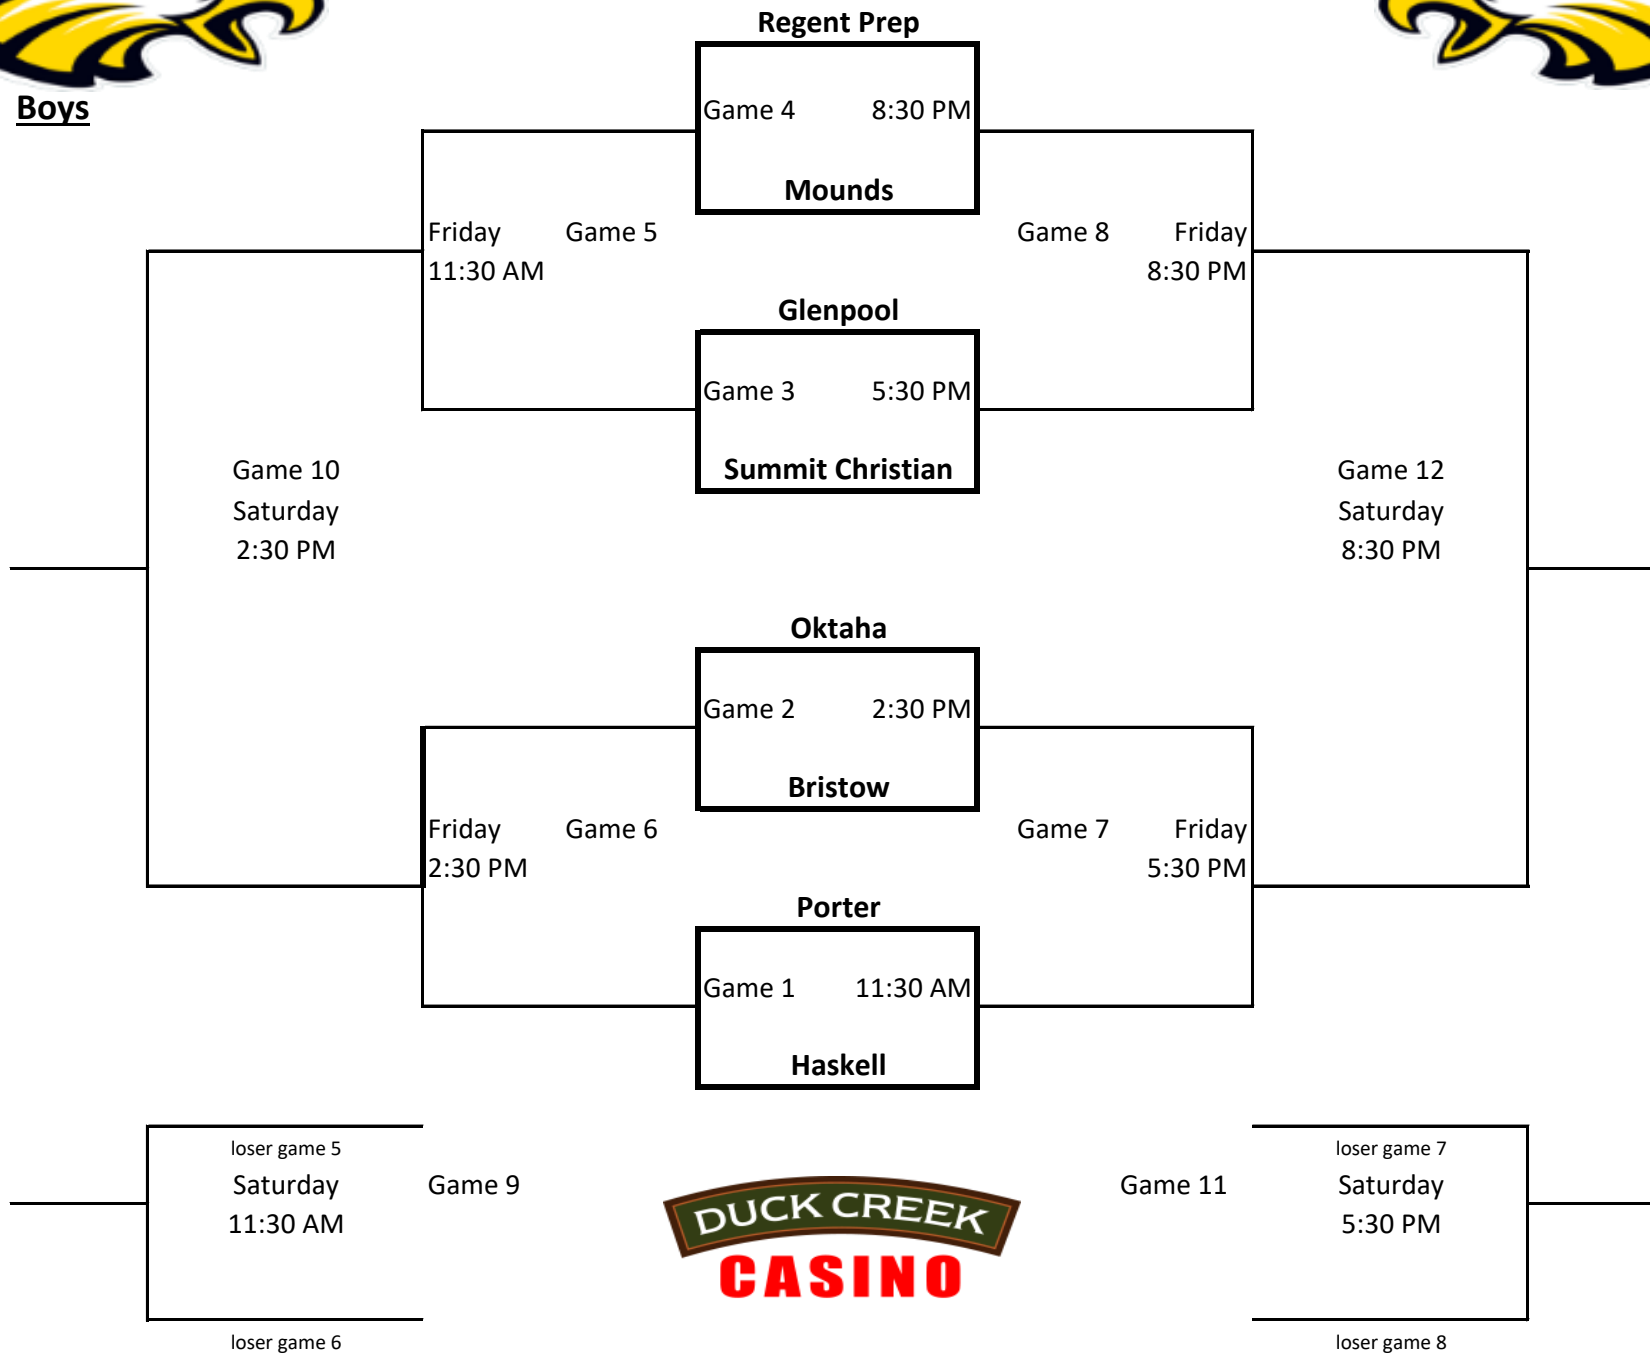 Regent Prep
Boys
Game 4 8:30 PM
Mounds
Friday Game 5
11:30 AM
Game 8 Friday
8:30 PM
Glenpool
Game 3 5:30 PM
Summit Christian
Game 10
Saturday
2:30 PM
Game 12
Saturday
8:30 PM
Oktaha
Game 2 2:30 PM
Bristow
Friday Game 6
2:30 PM
Game 7 Friday
5:30 PM
Porter
Game 1 11:30 AM
Haskell
loser game 5
Saturday Game 9
11:30 AM
loser game 6
DUCK CREEK
CASINO
loser game 7
Game 11 Saturday
5:30 PM
loser game 8